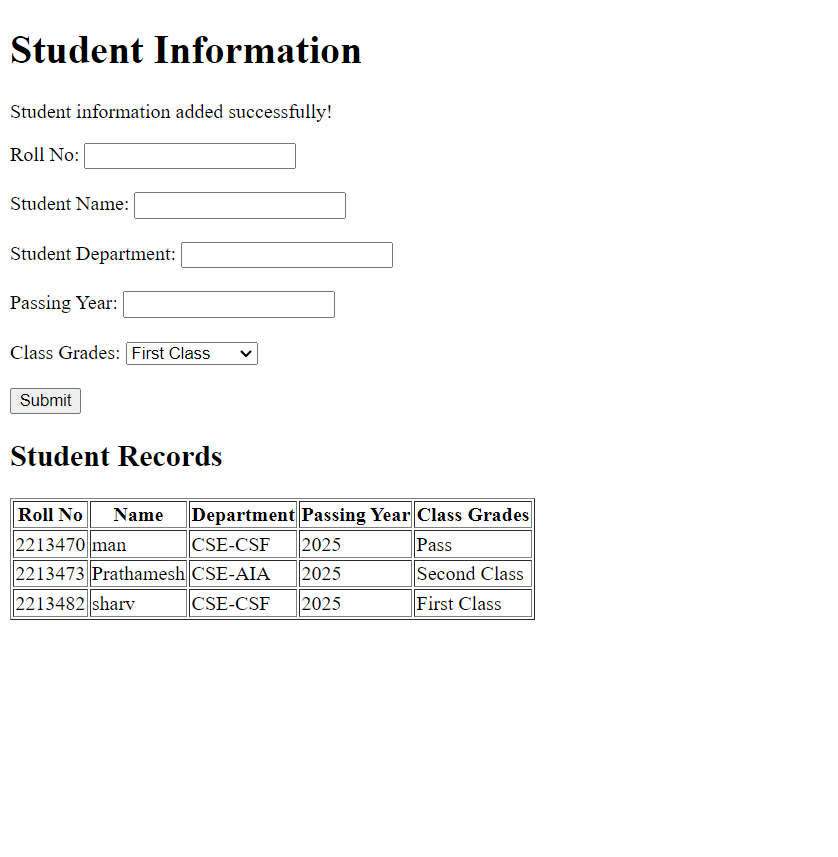 Student Information
Student information added successfully!
Roll No:
Student Name:
Student Department:
Passing Year:
Class Grades: First Class
Submit
Student Records
Roll No Name Department Passing Year Class Grades
2213470 man CSE-CSF 2025 Pass
2213473 Prathamesh CSE-AIA 2025 Second Class
2213482 sharv CSE-CSF 2025 First Class